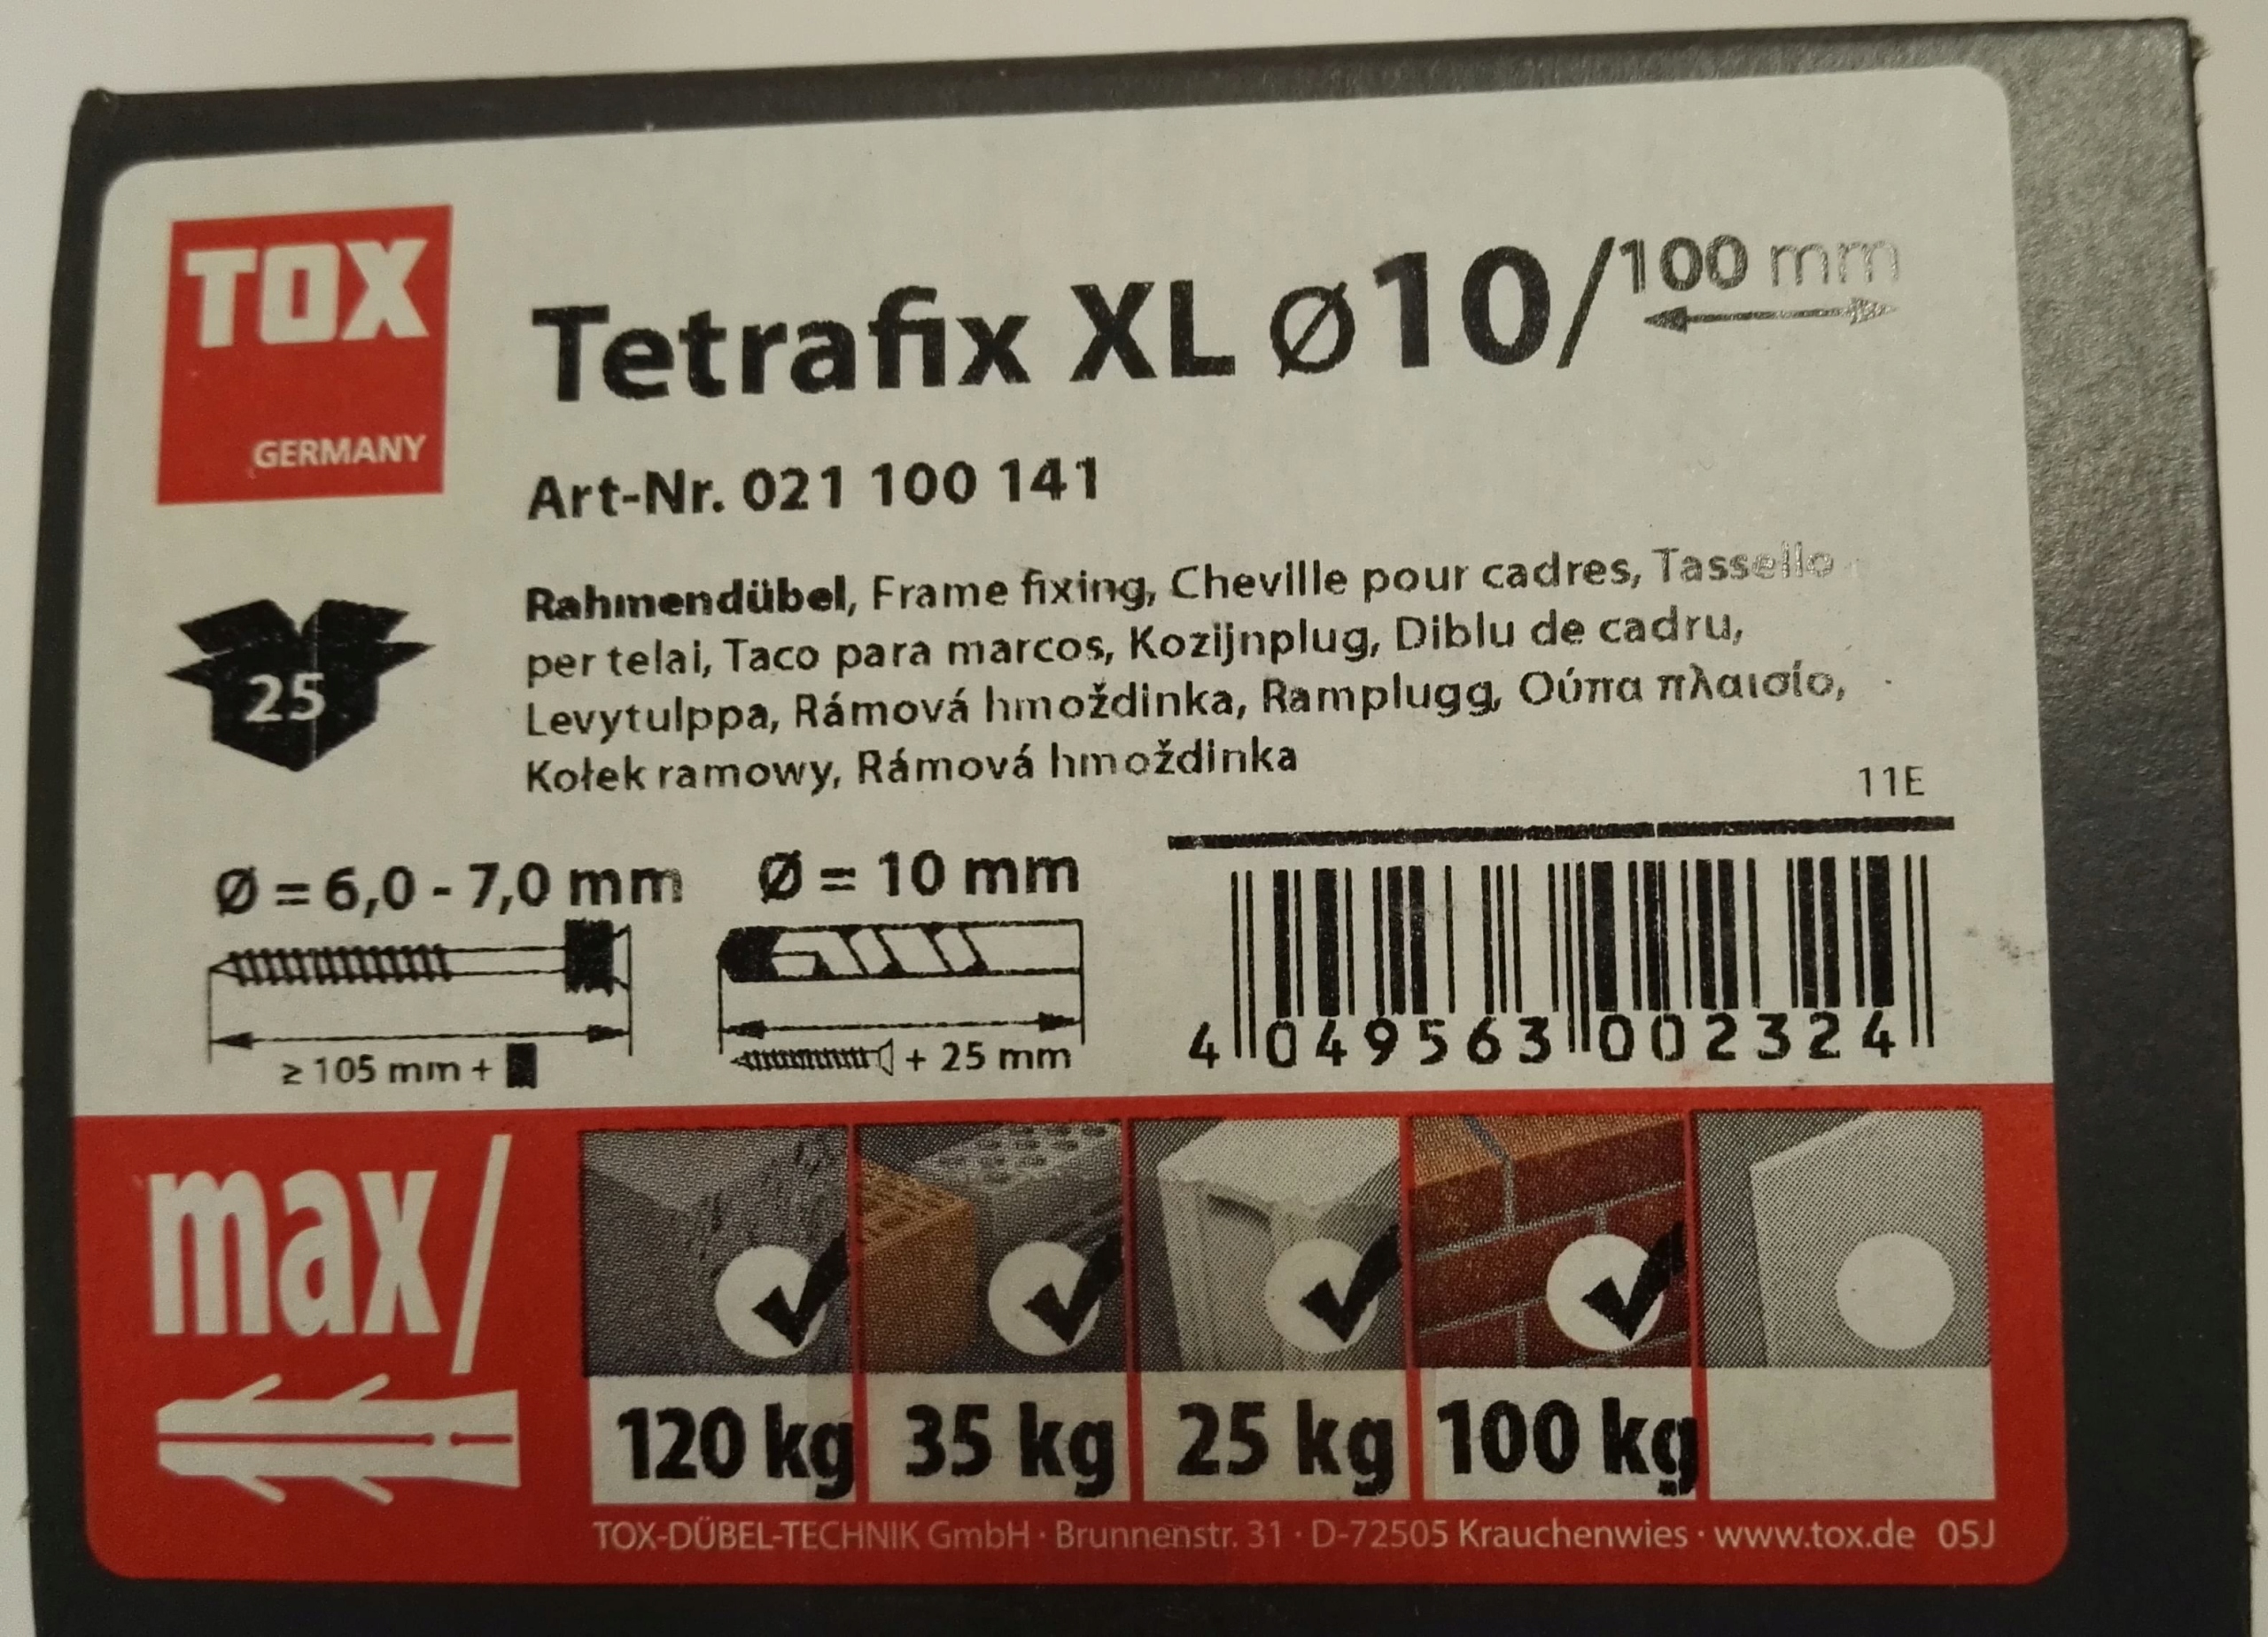 TOX
GERMANY
Tetrafix XL Ø10/100 mm
Art-Nr. 021 100 141
25
Rahmendübel, Frame fixing, Cheville pour cadres, Tassello
per telai, Taco para marcos, Kozijnplug, Diblu de cadru,
Levytulppa, Rámová hmoždinka, Ramplugg, Ούπα πλαισίο,
Kołek ramowy, Rámová hmoždinka
11E
Ø = 6,0 - 7,0 mm
≥ 105 mm +
Ø = 10 mm
+ 25 mm
4 049563 002324
max/
120 kg
35 kg
25 kg
100 kg
TOX-DÜBEL-TECHNIK GmbH · Brunnenstr. 31 · D-72505 Krauchenwies · www.tox.de 05J